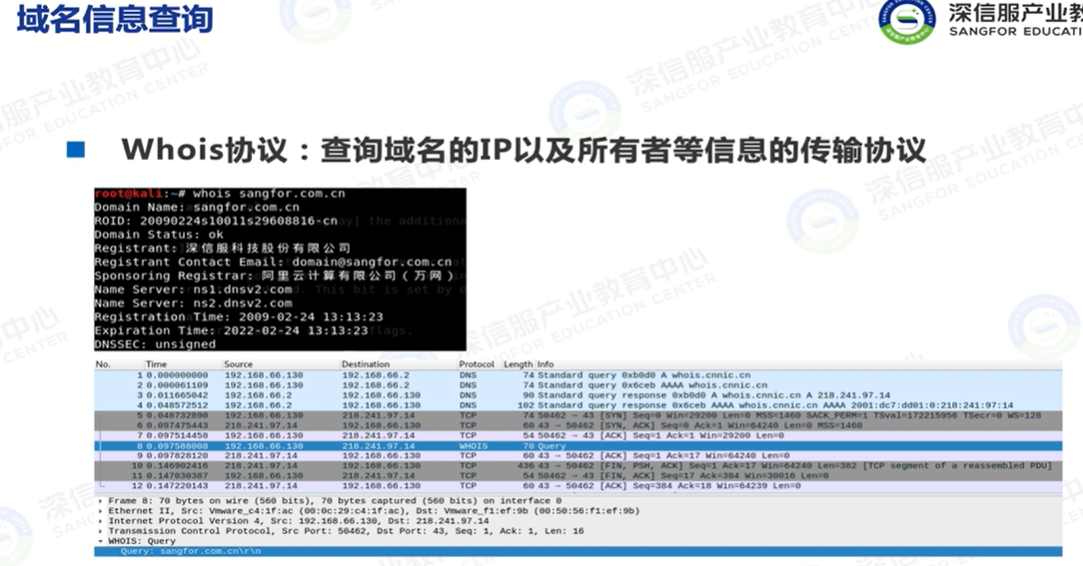 域名信息查询
深信服产业教
SANGFOR EDUCATI
Whois协议：查询域名的IP以及所有者等信息的传输协议
root@kali:~# whois sangfor.com.cn
Domain Name: sangfor.com.cn
ROID: 20090224s10011s29608816-cn
Domain Status: ok
Registrant: 深信服科技股份有限公司
Registrant Contact Email: domain@sangfor.com.cn
Sponsoring Registrar: 阿里云计算有限公司（万网）
Name Server: ns1.dnsv2.com
Name Server: ns2.dnsv2.com
Registration Time: 2009-02-24 13:13:23
Expiration Time: 2022-02-24 13:13:23
DNSSEC: unsigned
No. Time Source Destination Protocol Length Info
1 0.000000000 192.168.66.130 192.168.66.2 DNS 74 Standard query 0xb0d0 A whois.cnnic.cn
2 0.000061109 192.168.66.130 192.168.66.2 DNS 74 Standard query 0x6ceb AAAA whois.cnnic.cn
3 0.011665042 192.168.66.2 192.168.66.130 DNS 90 Standard query response 0xb0d0 A whois.cnnic.cn A 218.241.97.14
4 0.048572512 192.168.66.2 192.168.66.130 DNS 102 Standard query response 0x6ceb AAAA whois.cnnic.cn AAAA 2001:dc7:dd01:0:218:241:97:14
5 0.048732890 192.168.66.130 218.241.97.14 TCP 74 50462 → 43 [SYN] Seq=0 Win=29200 Len=0 MSS=1460 SACK_PERM=1 TSval=172215956 TSecr=0 WS=128
6 0.097475443 218.241.97.14 192.168.66.130 TCP 60 43 → 50462 [SYN, ACK] Seq=0 Ack=1 Win=64240 Len=0 MSS=1460
7 0.097514458 192.168.66.130 218.241.97.14 TCP 54 50462 → 43 [ACK] Seq=1 Ack=1 Win=29200 Len=0
8 0.097588008 192.168.66.130 218.241.97.14 WHOIS 70 Query
9 0.097828120 218.241.97.14 192.168.66.130 TCP 60 43 → 50462 [ACK] Seq=1 Ack=17 Win=64240 Len=0
10 0.146902416 218.241.97.14 192.168.66.130 TCP 436 43 → 50462 [FIN, PSH, ACK] Seq=1 Ack=17 Win=64240 Len=382 [TCP segment of a reassembled PDU]
11 0.147030387 192.168.66.130 218.241.97.14 TCP 54 50462 → 43 [FIN, ACK] Seq=17 Ack=384 Win=30016 Len=0
12 0.147220143 218.241.97.14 192.168.66.130 TCP 60 43 → 50462 [ACK] Seq=384 Ack=18 Win=64239 Len=0
Frame 8: 70 bytes on wire (560 bits), 70 bytes captured (560 bits) on interface 0
Ethernet II, Src: Vmware_c4:1f:ac (00:0c:29:c4:1f:ac), Dst: Vmware_f1:ef:9b (00:50:56:f1:ef:9b)
Internet Protocol Version 4, Src: 192.168.66.130, Dst: 218.241.97.14
Transmission Control Protocol, Src Port: 50462, Dst Port: 43, Seq: 1, Ack: 1, Len: 16
WHOIS: Query
Query: sangfor.com.cn\r\n